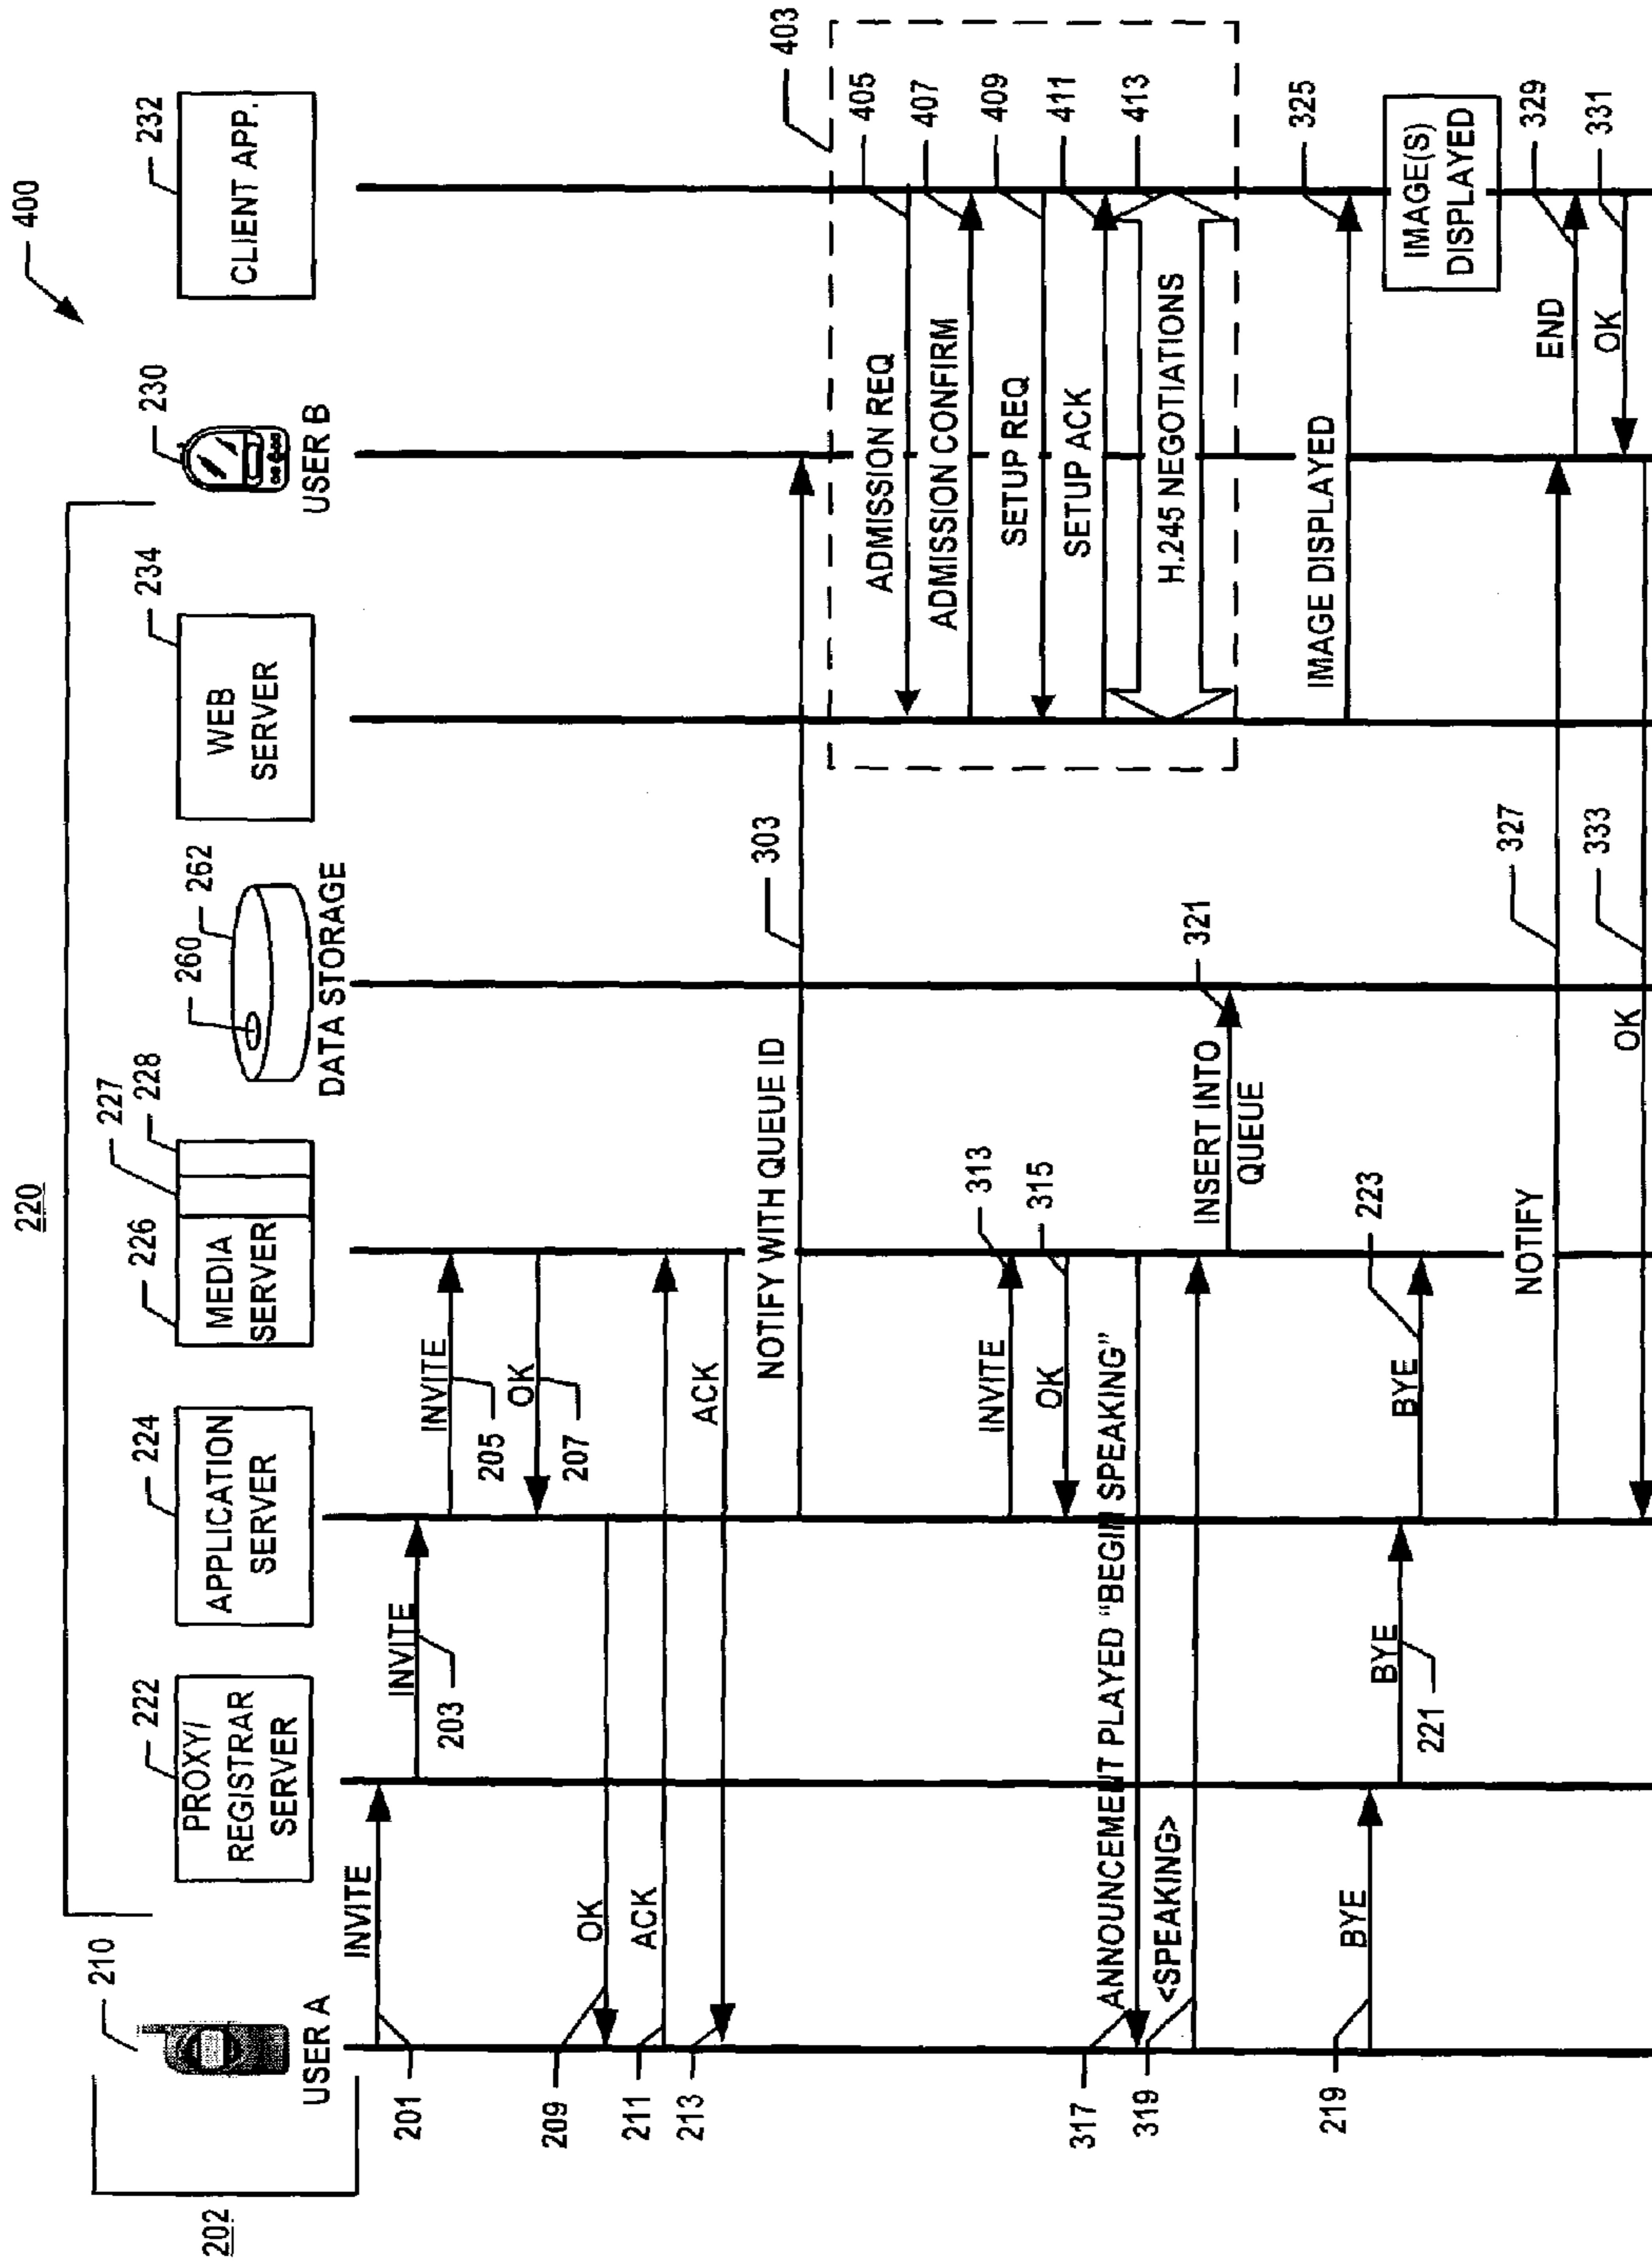 400
220
202
210
USER A
222
PROXY/
REGISTRAR
SERVER
224
APPLICATION
SERVER
226
227
228
MEDIA
SERVER
260
262
DATA STORAGE
234
WEB
SERVER
230
USER B
232
CLIENT APP.
INVITE
201
INVITE
203
INVITE
205
OK
207
OK
209
ACK
211
ACK
213
NOTIFY WITH QUEUE ID
303
403
ADMISSION REQ
405
ADMISSION CONFIRM
407
SETUP REQ
409
SETUP ACK
411
H.245 NEGOTIATIONS
413
INVITE
313
OK
315
ANNOUNCEMENT PLAYED “BEGIN SPEAKING”
317
<SPEAKING>
319
INSERT INTO
QUEUE
321
IMAGE DISPLAYED
325
IMAGE(S)
DISPLAYED
BYE
219
BYE
221
BYE
223
NOTIFY
327
END
329
OK
331
OK
333